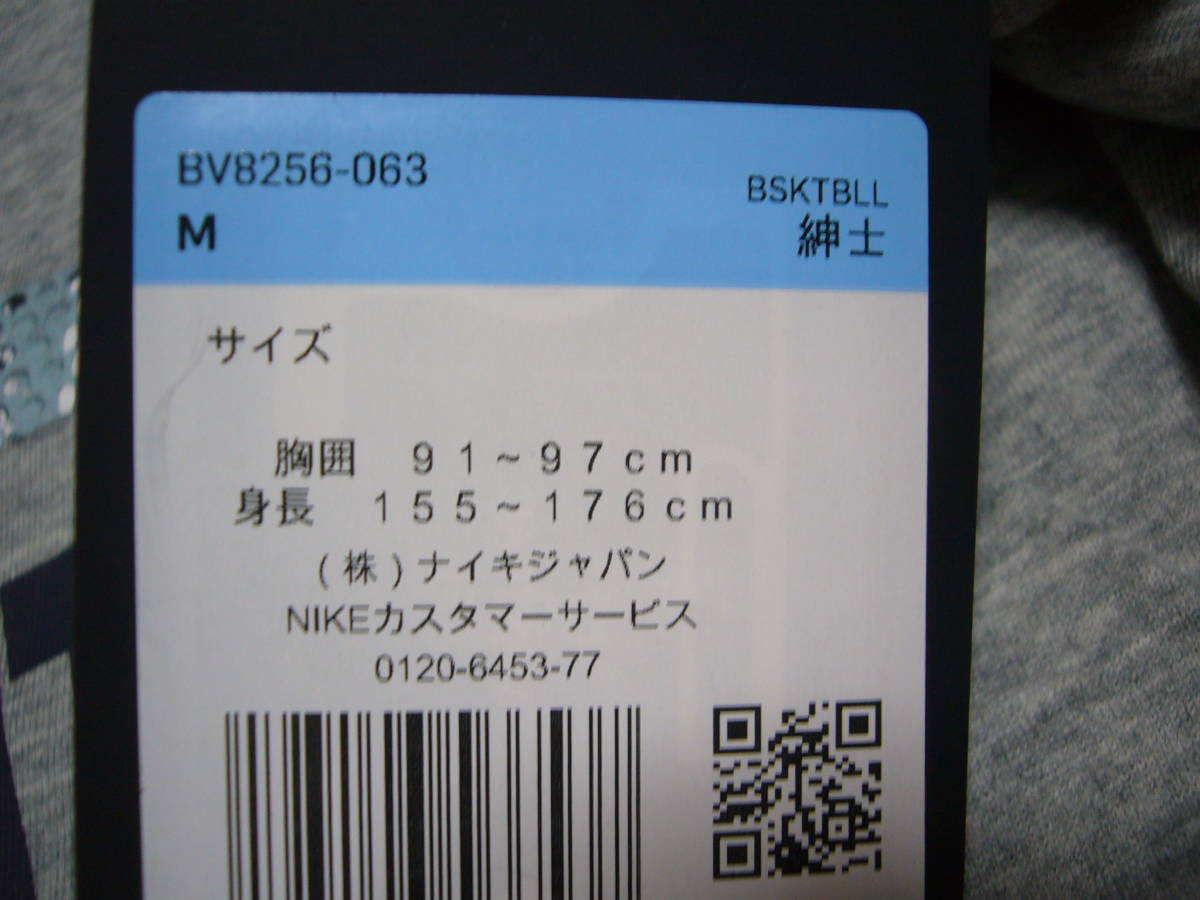 BV8256-063
BSKTBLL
M
紳士
サイズ
胸囲 91~97cm
身長 155~176cm
(株)ナイキジャパン
NIKEカスタマーサービス
0120-6453-77